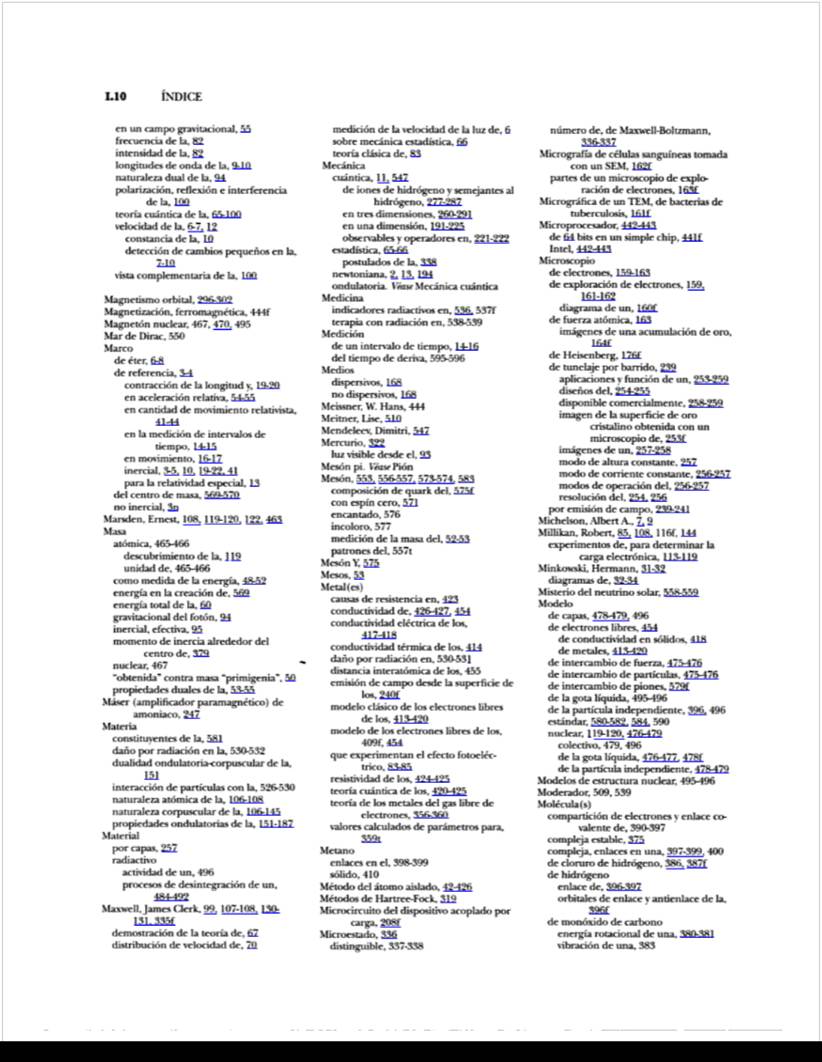 I.10 ÍNDICE
en un campo gravitacional, 55
frecuencia de la, 82
intensidad de la, 82
longitudes de onda de la, 9-10
naturaleza dual de la, 94
polarización, reflexión e interferencia
de la, 100
teoría cuántica de la, 65-100
velocidad de la, 6-7, 12
constancia de la, 10
detección de cambios pequeños en la,
7-10
vista complementaria de la, 100
Magnetismo orbital, 296-302
Magnetización, ferromagnética, 444f
Magnetón nuclear, 467, 470, 495
Mar de Dirac, 550
Marco
de éter, 6-8
de referencia, 3-4
contracción de la longitud y, 19-20
en aceleración relativa, 54-55
en cantidad de movimiento relativista,
41-44
en la medición de intervalos de
tiempo, 14-15
en movimiento, 16-17
inercial, 3-5, 10, 19-22, 41
para la relatividad especial, 13
del centro de masa, 569-570
no inercial, 3n
Marsden, Ernest, 108, 119-120, 122, 463
Masa
atómica, 465-466
descubrimiento de la, 119
unidad de, 465-466
como medida de la energía, 48-52
energía en la creación de, 569
energía total de la, 60
gravitacional del fotón, 94
inercial, efectiva, 95
momento de inercia alrededor del
centro de, 379
nuclear, 467
“obtenida” contra masa “primigenia”, 50
propiedades duales de la, 53-55
Máser (amplificador paramagnético) de
amoniaco, 247
Materia
constituyentes de la, 581
daño por radiación en la, 530-532
dualidad ondulatoria-corpuscular de la,
151
interacción de partículas con la, 526-530
naturaleza atómica de la, 106-108
naturaleza corpuscular de la, 106-145
propiedades ondulatorias de la, 151-187
Material
por capas, 257
radiactivo
actividad de un, 496
procesos de desintegración de un,
484-492
Maxwell, James Clerk, 99, 107-108, 130-
131, 335f
demostración de la teoría de, 67
distribución de velocidad de, 70
medición de la velocidad de la luz de, 6
sobre mecánica estadística, 66
teoría clásica de, 83
Mecánica
cuántica, 11, 547
de iones de hidrógeno y semejantes al
hidrógeno, 277-287
en tres dimensiones, 260-291
en una dimensión, 191-225
observables y operadores en, 221-222
estadística, 65-66
postulados de la, 338
newtoniana, 2, 13, 194
ondulatoria. Véase Mecánica cuántica
Medicina
indicadores radiactivos en, 536, 537f
terapia con radiación en, 538-539
Medición
de un intervalo de tiempo, 14-16
del tiempo de deriva, 595-596
Medios
dispersivos, 168
no dispersivos, 168
Meissner, W. Hans, 444
Meitner, Lise, 510
Mendeleev, Dimitri, 547
Mercurio, 322
luz visible desde el, 93
Mesón pi. Véase Pión
Mesón, 553, 556-557, 573-574, 583
composición de quark del, 575f
con espín cero, 571
encantado, 576
incoloro, 577
medición de la masa del, 52-53
patrones del, 557t
Mesón Y, 575
Mesos, 53
Metal(es)
causas de resistencia en, 423
conductividad de, 426-427, 454
conductividad eléctrica de los,
417-418
conductividad térmica de los, 414
daño por radiación en, 530-531
distancia interatómica de los, 455
emisión de campo desde la superficie de
los, 240f
modelo clásico de los electrones libres
de los, 413-420
modelo de los electrones libres de los,
409f, 454
que experimentan el efecto fotoeléc-
trico, 83-85
resistividad de los, 424-425
teoría cuántica de los, 420-425
teoría de los metales del gas libre de
electrones, 356-360
valores calculados de parámetros para,
359t
Metano
enlaces en el, 398-399
sólido, 410
Método del átomo aislado, 42-426
Métodos de Hartree-Fock, 319
Microcircuito del dispositivo acoplado por
carga, 208f
Microestado, 336
distinguible, 337-338
número de, de Maxwell-Boltzmann,
336-337
Micrografía de células sanguíneas tomada
con un SEM, 162f
partes de un microscopio de explo-
ración de electrones, 163f
Micrográfica de un TEM, de bacterias de
tuberculosis, 161f
Microprocesador, 442-443
de 64 bits en un simple chip, 441f
Intel, 442-443
Microscopio
de electrones, 159-163
de exploración de electrones, 159,
161-162
diagrama de un, 160f
de fuerza atómica, 163
imágenes de una acumulación de oro,
164f
de Heisenberg, 176f
de tunelaje por barrido, 239
aplicaciones y función de un, 253-259
diseños del, 254-255
disponible comercialmente, 258-259
imagen de la superficie de oro
cristalino obtenida con un
microscopio de, 253f
imágenes de un, 257-258
modo de altura constante, 257
modo de corriente constante, 256-257
modos de operación del, 256-257
resolución del, 254, 256
por emisión de campo, 239-241
Michelson, Albert A., 7, 9
Millikan, Robert, 85, 108, 116f, 144
experimentos de, para determinar la
carga electrónica, 113-119
Minkowski, Hermann, 31-32
diagramas de, 32-34
Misterio del neutrino solar, 558-559
Modelo
de capas, 478-479, 496
de electrones libres, 454
de conductividad en sólidos, 418
de metales, 413-420
de intercambio de fuerza, 475-476
de intercambio de partículas, 475-476
de intercambio de piones, 579f
de la gota líquida, 495-496
de la partícula independiente, 396, 496
estándar, 580-582, 584, 590
nuclear, 119-120, 476-479
colectivo, 479, 496
de la gota líquida, 476-477, 478f
de la partícula independiente, 478-479
Modelos de estructura nuclear, 495-496
Moderador, 509, 539
Molécula(s)
compartición de electrones y enlace co-
valente de, 390-397
compleja estable, 375
compleja, enlaces en una, 397-399, 400
de cloruro de hidrógeno, 386, 387f
de hidrógeno
enlace de, 396-397
orbitales de enlace y antienlace de la,
396f
de monóxido de carbono
energía rotacional de una, 380-381
vibración de una, 383